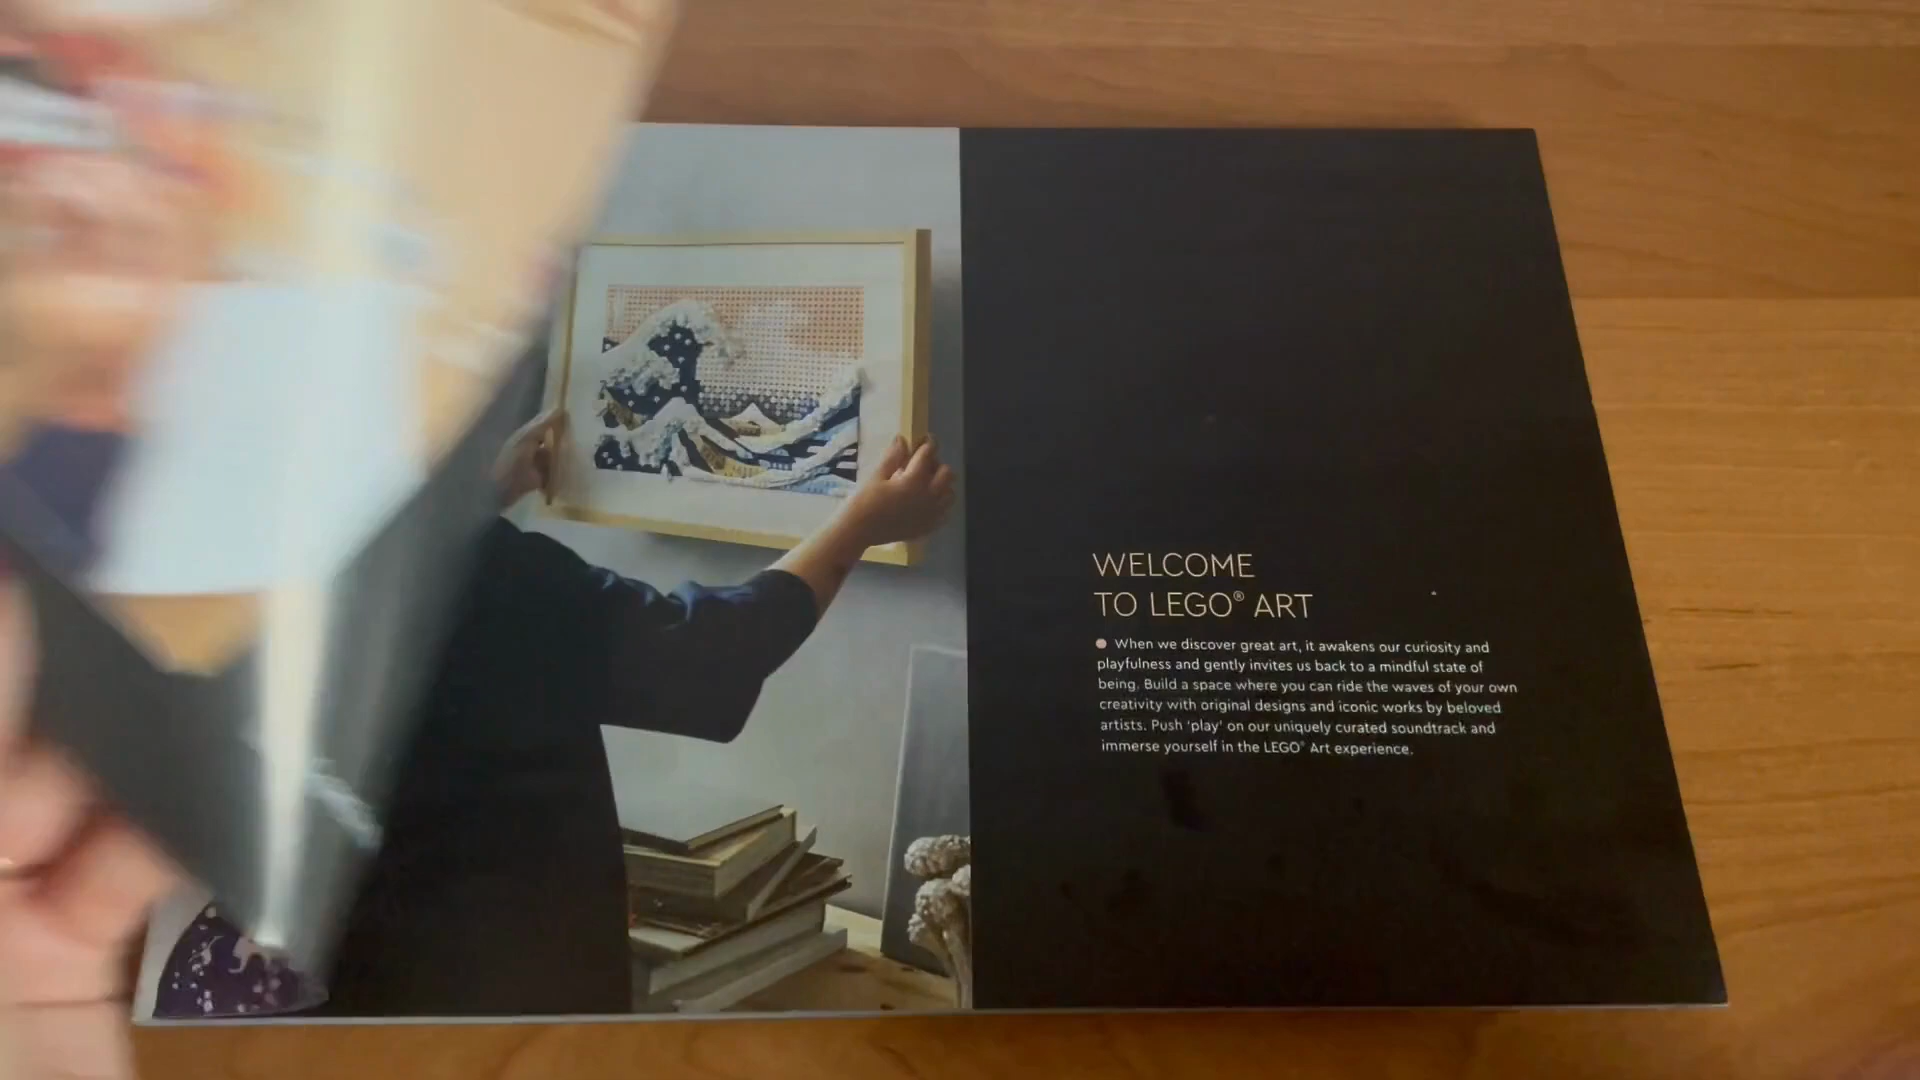 WELCOME
TO LEGO® ART
When we discover great art, it awakens our curiosity and
playfulness and gently invites us back to a mindful state of
being. Build a space where you can ride the waves of your own
creativity with original designs and iconic works by beloved
artists. Push 'play' on our uniquely curated soundtrack and
immerse yourself in the LEGO® Art experience.